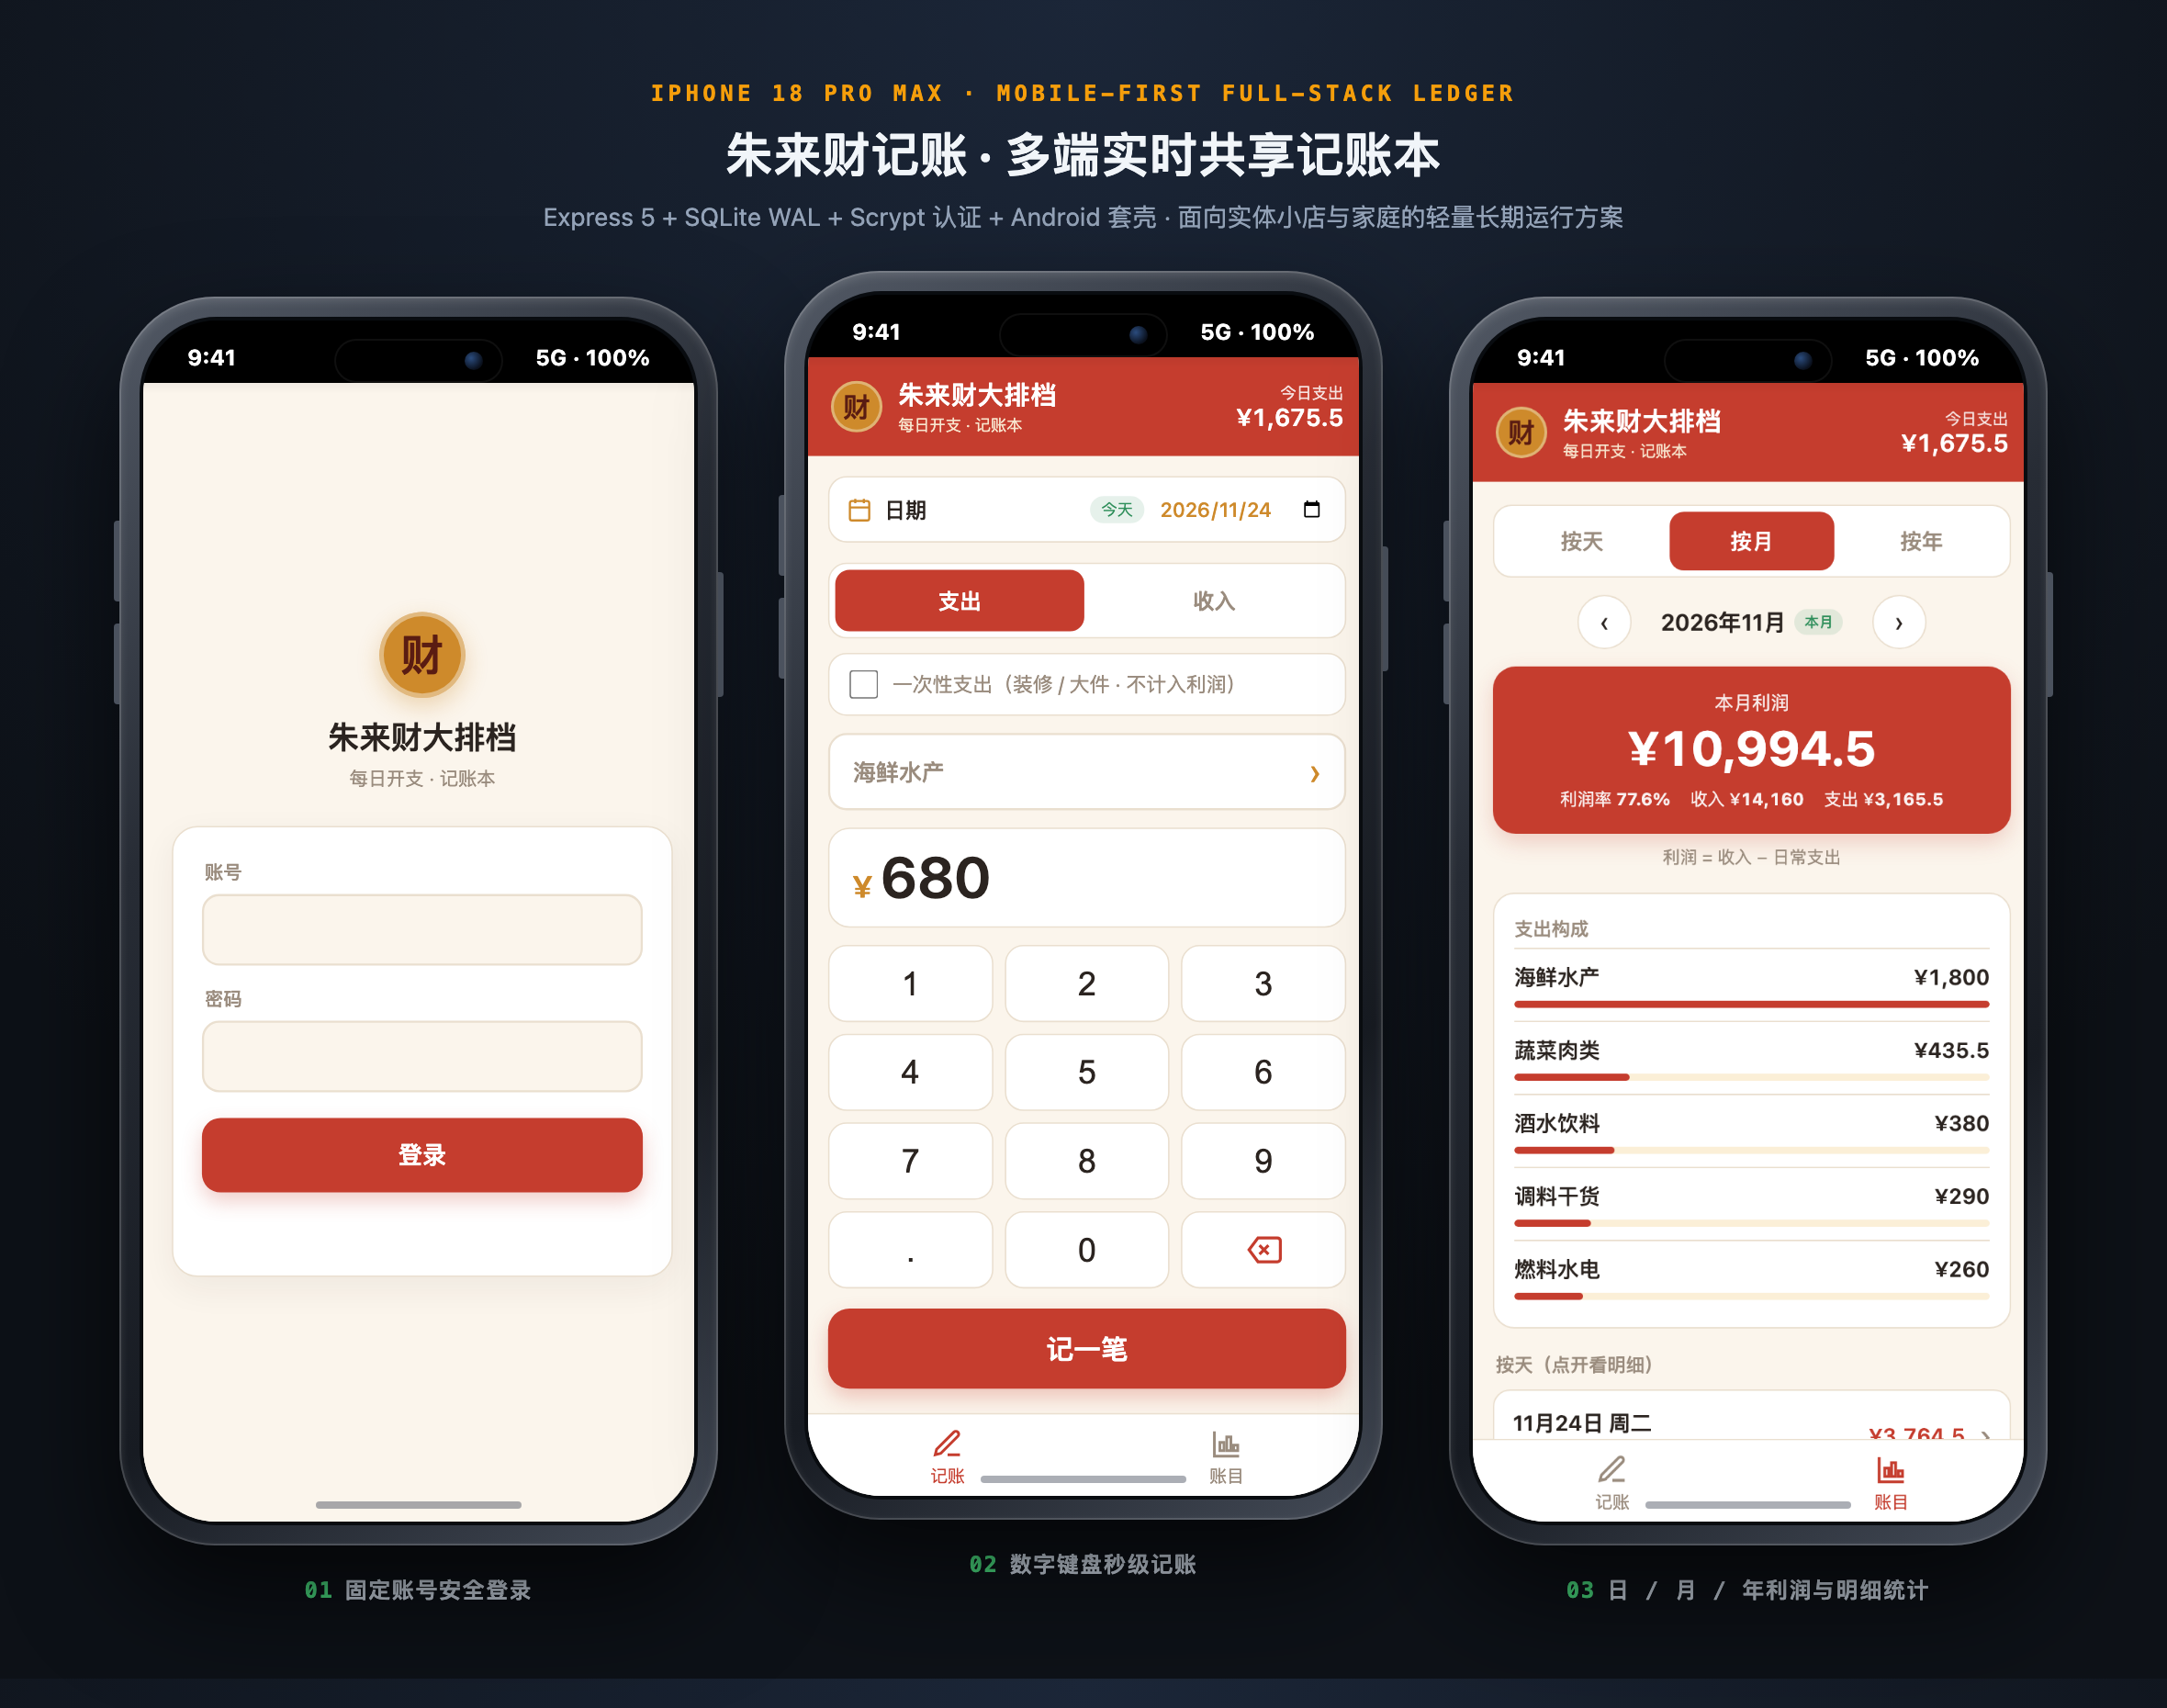 IPHONE 18 PRO MAX · MOBILE-FIRST FULL-STACK LEDGER
朱来财记账 · 多端实时共享记账本
Express 5 + SQLite WAL + Scrypt 认证 + Android 套壳 · 面向实体小店与家庭的轻量长期运行方案
9:41
5G · 100%
财
朱来财大排档
每日开支 · 记账本
账号
密码
登录
01 固定账号安全登录
9:41
5G · 100%
财
朱来财大排档
每日开支 · 记账本
今日支出
¥1,675.5
日期
今天
2026/11/24
支出
收入
一次性支出（装修 / 大件 · 不计入利润）
海鲜水产
›
¥ 680
1 2 3
4 5 6
7 8 9
. 0
记一笔
记账
账目
02 数字键盘秒级记账
9:41
5G · 100%
财
朱来财大排档
每日开支 · 记账本
今日支出
¥1,675.5
按天
按月
按年
‹
2026年11月
本月
›
本月利润
¥10,994.5
利润率 77.6% 收入 ¥14,160 支出 ¥3,165.5
利润 = 收入 − 日常支出
支出构成
海鲜水产 ¥1,800
蔬菜肉类 ¥435.5
酒水饮料 ¥380
调料干货 ¥290
燃料水电 ¥260
按天（点开看明细）
11月24日 周二
¥3,764.5 ›
记账
账目
03 日 / 月 / 年利润与明细统计